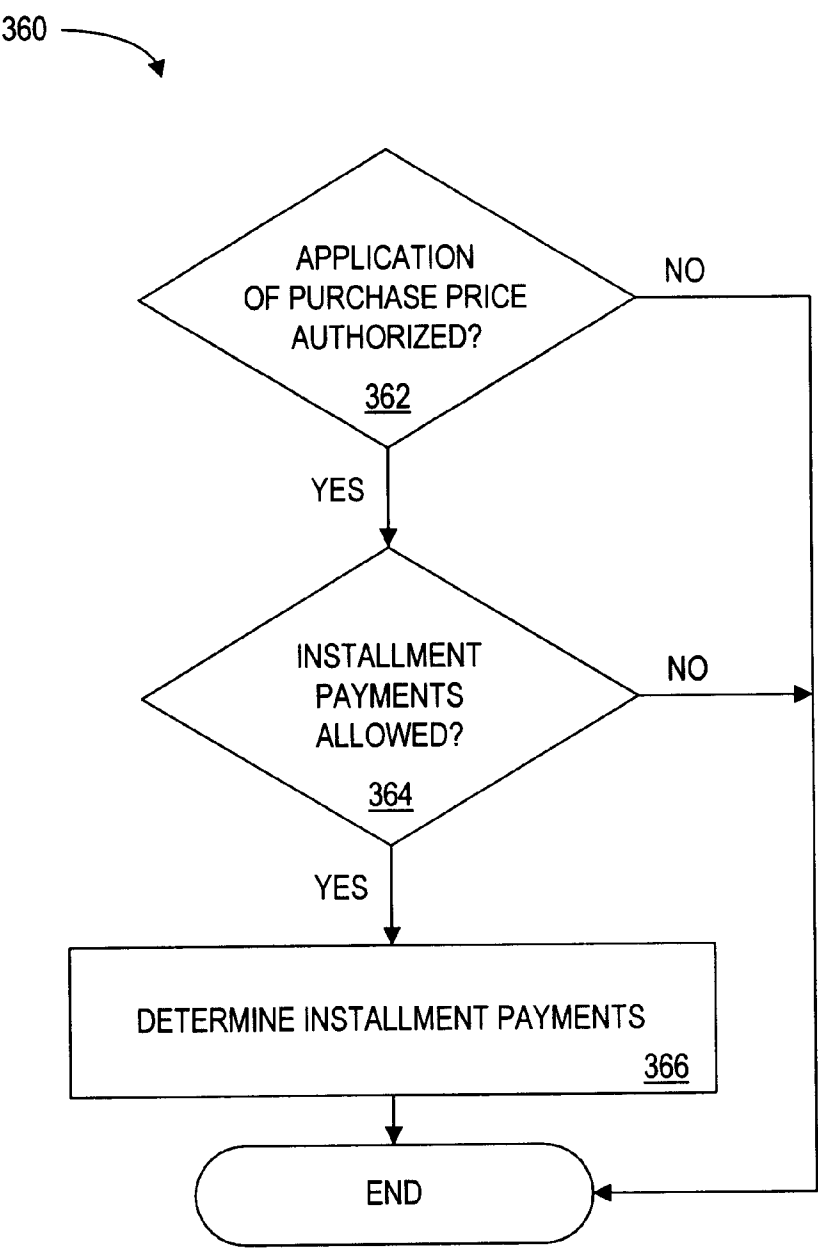 360
APPLICATION
OF PURCHASE PRICE
AUTHORIZED?
362
NO
YES
INSTALLMENT
PAYMENTS
ALLOWED?
364
NO
YES
DETERMINE INSTALLMENT PAYMENTS
366
END